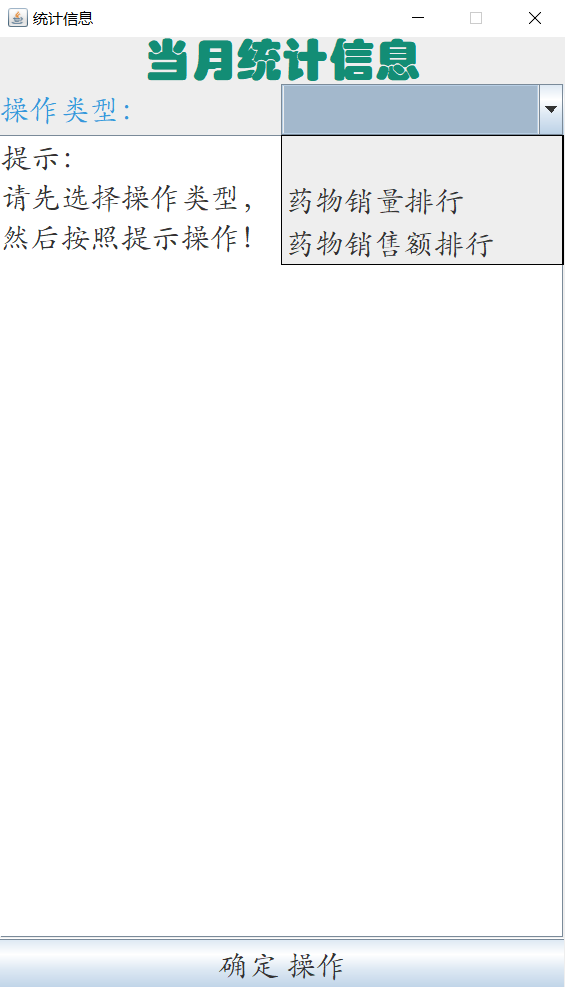 统计信息
当月统计信息
操作类型：
提示：
请先选择操作类型，
然后按照提示操作！
药物销量排行
药物销售额排行
确定 操作